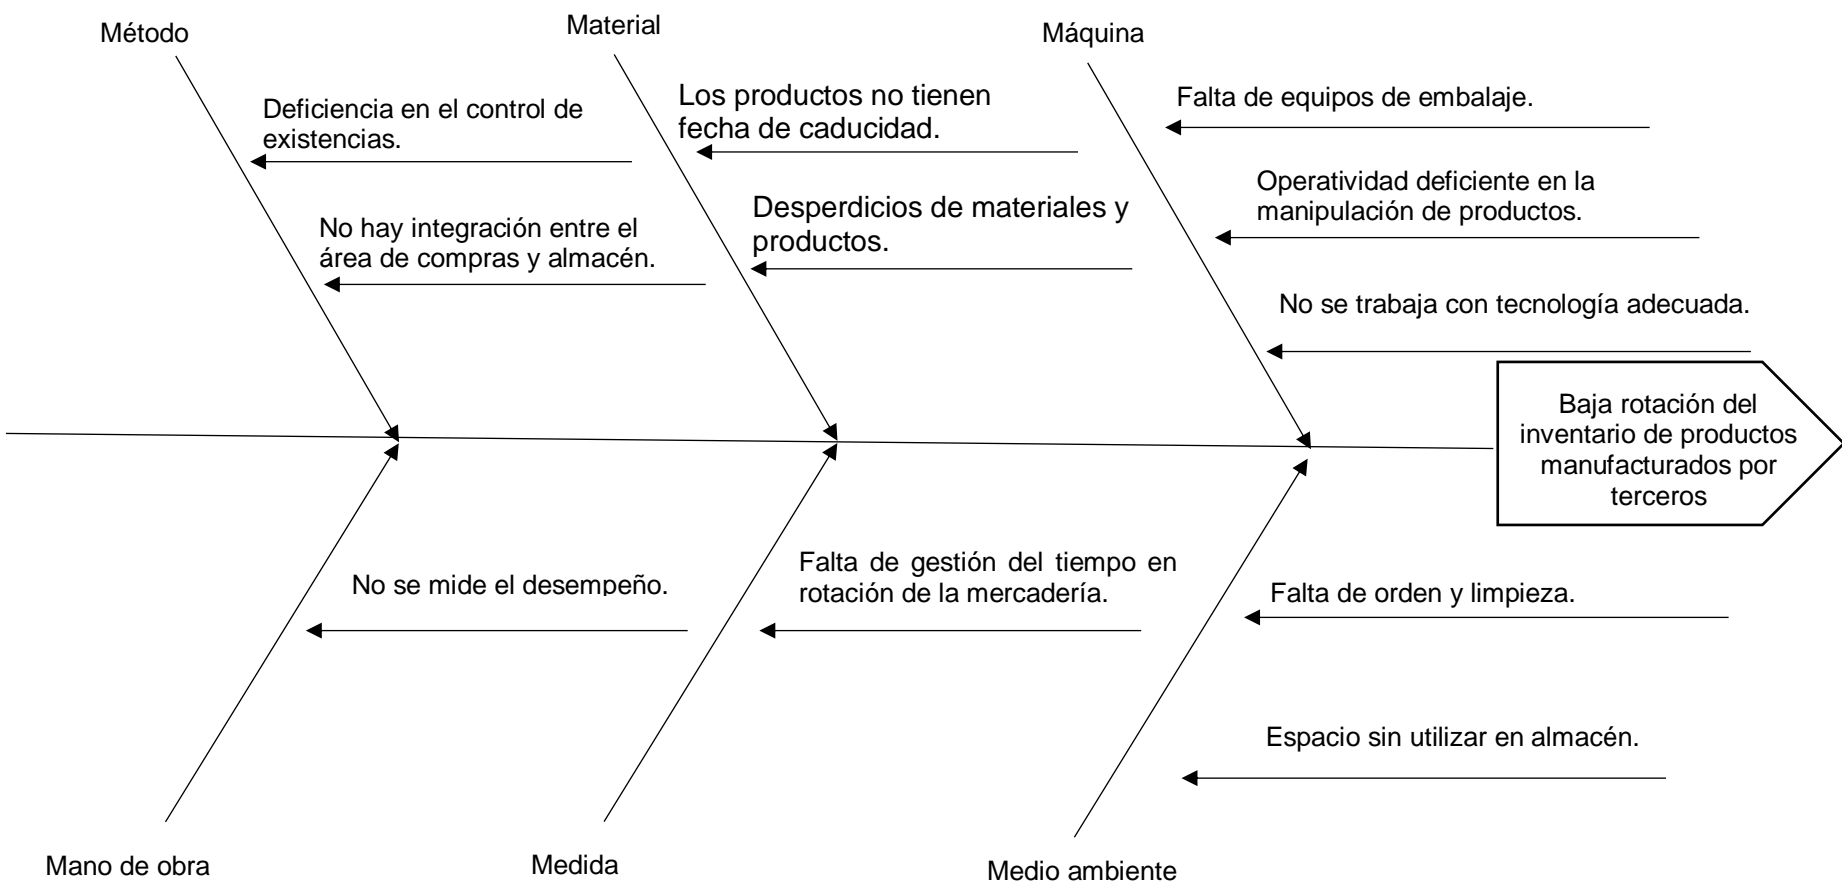 Método
Material
Máquina
Deficiencia en el control de
existencias.
No hay integración entre el
área de compras y almacén.
Los productos no tienen
fecha de caducidad.
Desperdicios de materiales y
productos.
Falta de equipos de embalaje.
Operatividad deficiente en la
manipulación de productos.
No se trabaja con tecnología adecuada.
Baja rotación del
inventario de productos
manufacturados por
terceros
No se mide el desempeño.
Falta de gestión del tiempo en
rotación de la mercadería.
Falta de orden y limpieza.
Espacio sin utilizar en almacén.
Mano de obra
Medida
Medio ambiente